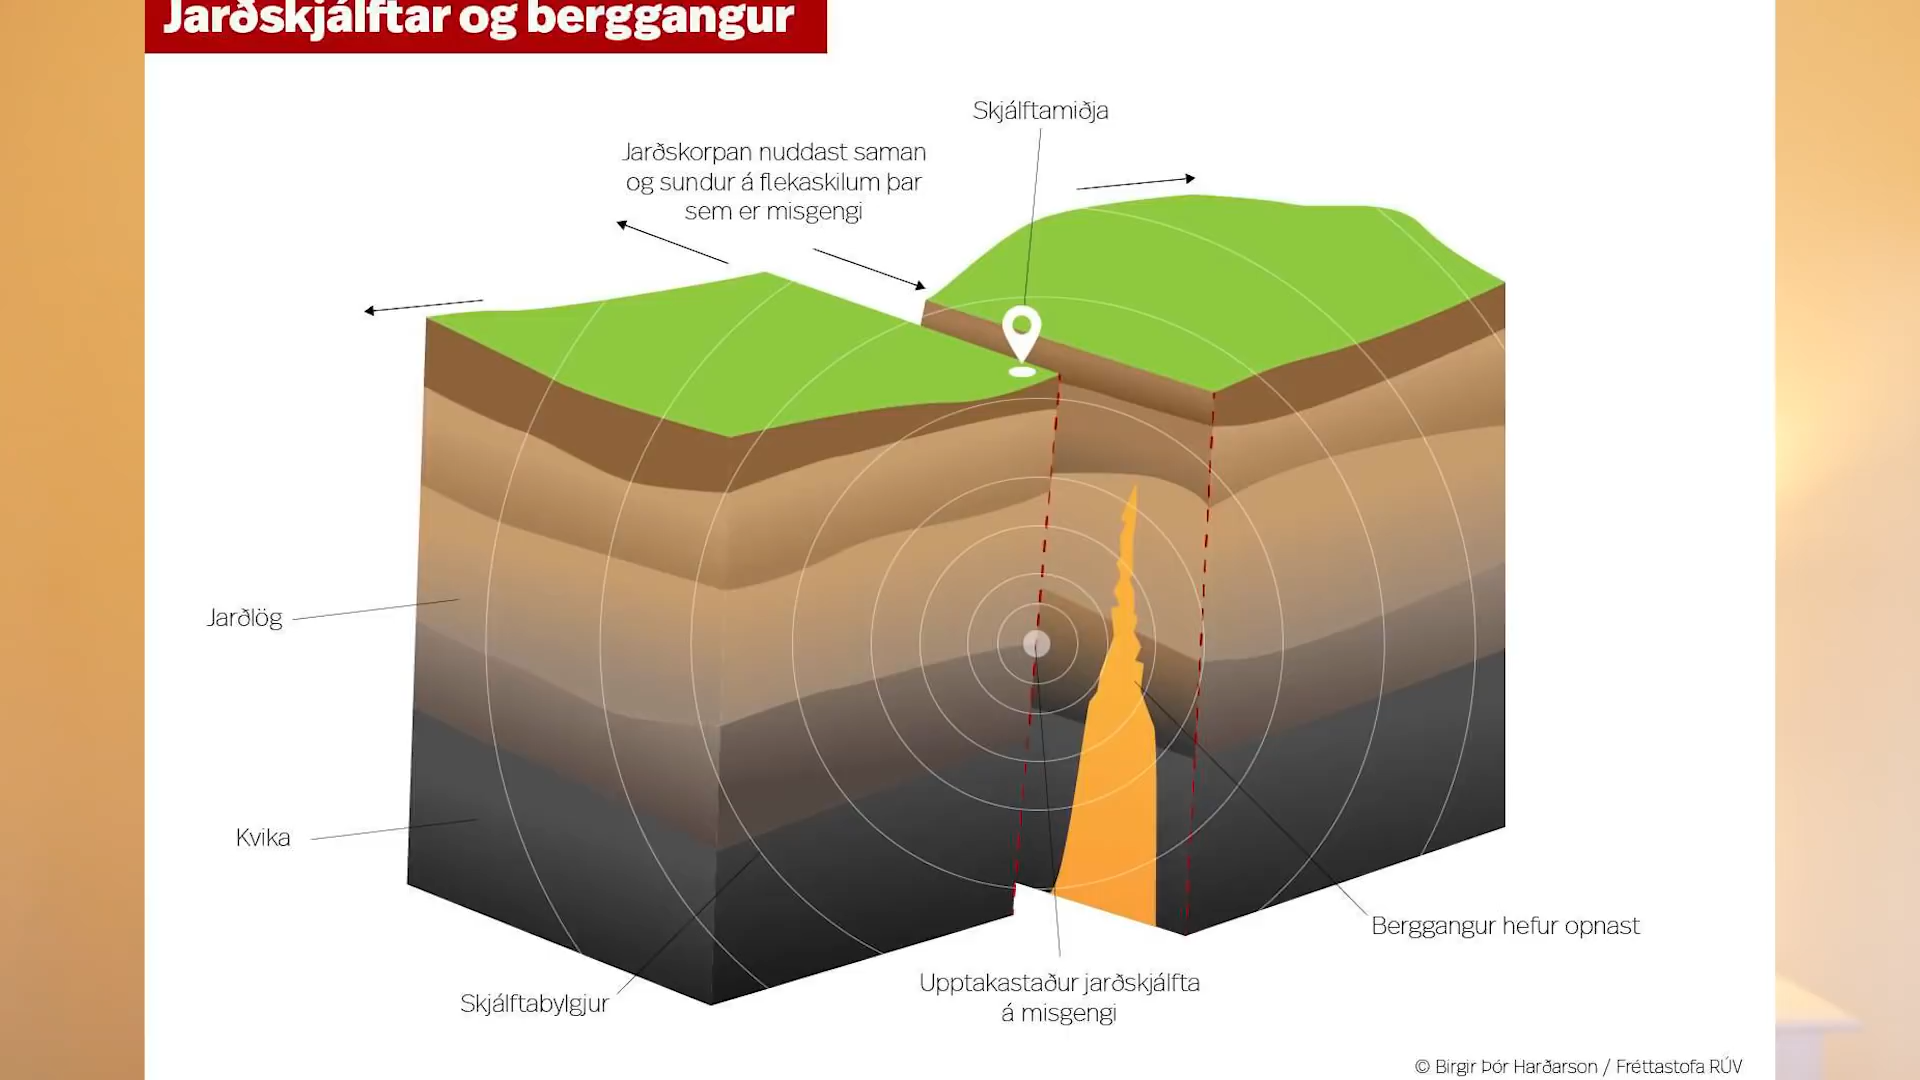 Jarðskjálftar og berggangur
Skjálftamiðja
Jarðskorpan nuddast saman
og sundur á flekaskilum þar
sem er misgengi
Jarðlög
Kvika
Berggangur hefur opnast
Upptakastaður jarðskjálfta
á misgengi
Skjálftabylgjur
© Birgir Þór Harðarson / Fréttastofa RÚV